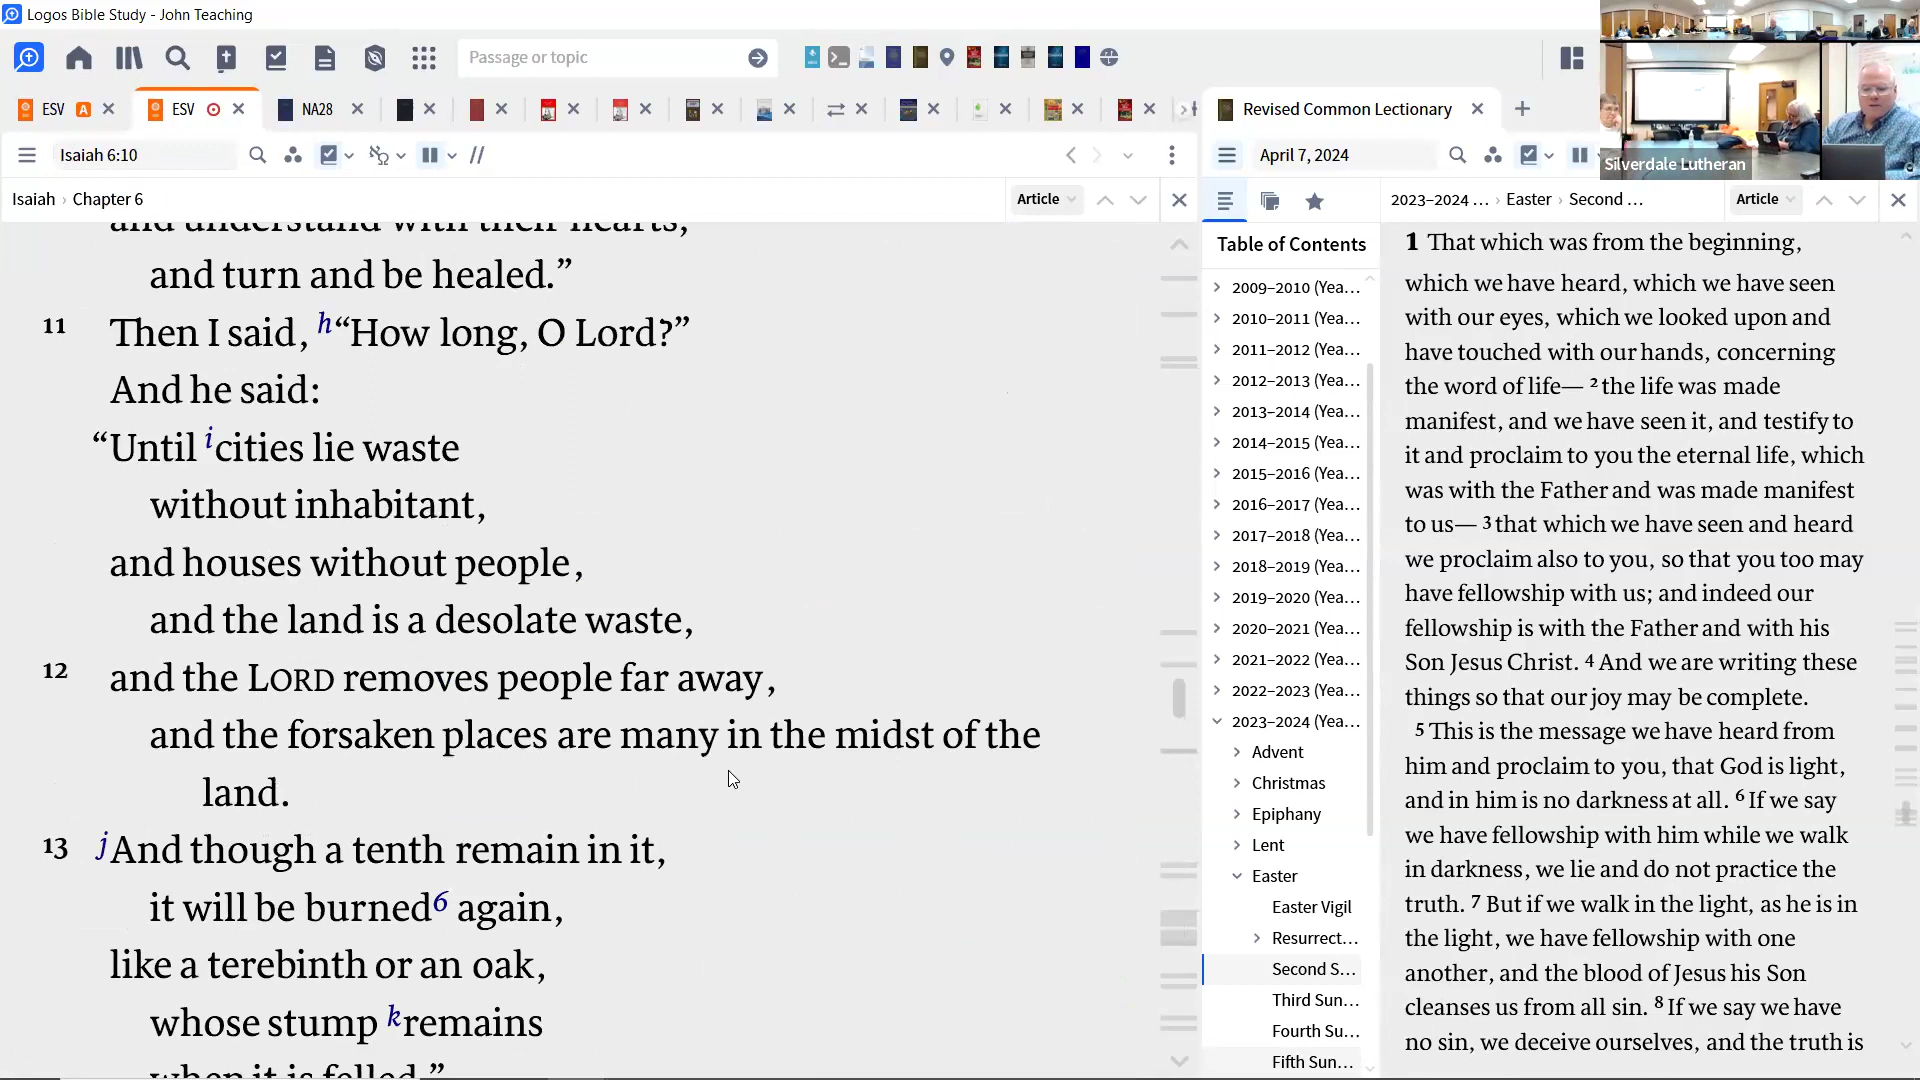 Logos Bible Study - John Teaching
Passage or topic
ESV A
ESV
NA28
Revised Common Lectionary
Isaiah 6:10
April 7, 2024
Silverdale Lutheran
Isaiah › Chapter 6
Article
2023–2024 ... › Easter › Second ...
Article
and understand with their hearts,
and turn and be healed.”
11 Then I said, h“How long, O Lord?”
And he said:
“Until icities lie waste
without inhabitant,
and houses without people,
and the land is a desolate waste,
12 and the LORD removes people far away,
and the forsaken places are many in the midst of the
land.
13 jAnd though a tenth remain in it,
it will be burned6 again,
like a terebinth or an oak,
whose stump kremains
when it is felled.”
Table of Contents
2009–2010 (Yea...
2010–2011 (Yea...
2011–2012 (Yea...
2012–2013 (Yea...
2013–2014 (Yea...
2014–2015 (Yea...
2015–2016 (Yea...
2016–2017 (Yea...
2017–2018 (Yea...
2018–2019 (Yea...
2019–2020 (Yea...
2020–2021 (Yea...
2021–2022 (Yea...
2022–2023 (Yea...
2023–2024 (Yea...
Advent
Christmas
Epiphany
Lent
Easter
Easter Vigil
Resurrect...
Second S...
Third Sun...
Fourth Su...
Fifth Sun...
1 That which was from the beginning,
which we have heard, which we have seen
with our eyes, which we looked upon and
have touched with our hands, concerning
the word of life— 2 the life was made
manifest, and we have seen it, and testify to
it and proclaim to you the eternal life, which
was with the Father and was made manifest
to us— 3 that which we have seen and heard
we proclaim also to you, so that you too may
have fellowship with us; and indeed our
fellowship is with the Father and with his
Son Jesus Christ. 4 And we are writing these
things so that our joy may be complete.
5 This is the message we have heard from
him and proclaim to you, that God is light,
and in him is no darkness at all. 6 If we say
we have fellowship with him while we walk
in darkness, we lie and do not practice the
truth. 7 But if we walk in the light, as he is in
the light, we have fellowship with one
another, and the blood of Jesus his Son
cleanses us from all sin. 8 If we say we have
no sin, we deceive ourselves, and the truth is